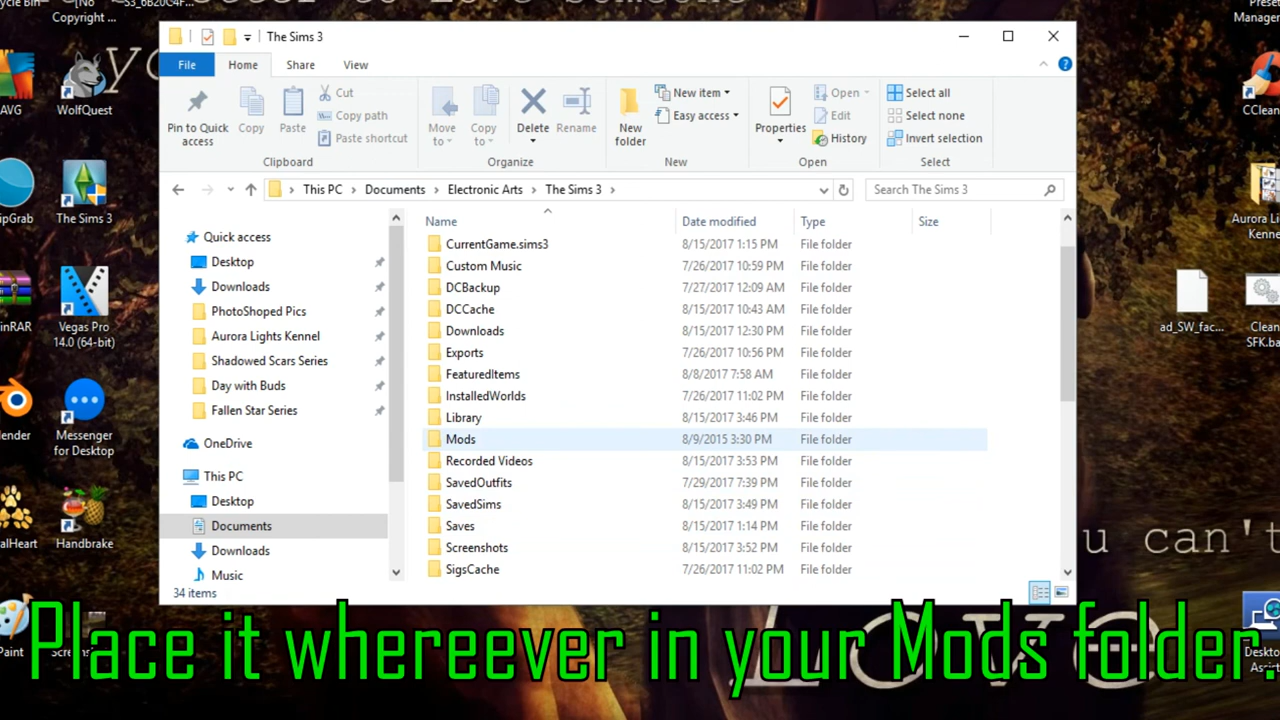 Copyright ...
The Sims 3
File
Home
Share
View
Pin to Quick
access
Copy
Paste
Cut
Copy path
Paste shortcut
Clipboard
Move
to
Copy
to
Delete
Rename
Organize
New
folder
New item
Easy access
New
Properties
Open
Edit
History
Open
Select all
Select none
Invert selection
Select
This PC
Documents
Electronic Arts
The Sims 3
Search The Sims 3
Name
Date modified
Type
Size
Quick access
Desktop
Downloads
PhotoShoped Pics
Aurora Lights Kennel
Shadowed Scars Series
Day with Buds
Fallen Star Series
OneDrive
This PC
Desktop
Documents
Downloads
Music
CurrentGame.sims3 8/15/2017 1:15 PM File folder
Custom Music 7/26/2017 10:59 PM File folder
DCBackup 7/27/2017 12:09 AM File folder
DCCache 8/15/2017 10:43 AM File folder
Downloads 8/15/2017 12:30 PM File folder
Exports 7/26/2017 10:56 PM File folder
FeaturedItems 8/8/2017 7:58 AM File folder
InstalledWorlds 7/26/2017 11:02 PM File folder
Library 8/15/2017 3:46 PM File folder
Mods 8/9/2015 3:30 PM File folder
Recorded Videos 8/15/2017 3:53 PM File folder
SavedOutfits 7/29/2017 7:39 PM File folder
SavedSims 8/15/2017 3:49 PM File folder
Saves 8/15/2017 1:14 PM File folder
Screenshots 8/15/2017 3:52 PM File folder
SigsCache 7/26/2017 11:02 PM File folder
34 items
AVG
WolfQuest
The Sims 3
Vegas Pro
14.0 (64-bit)
Messenger
for Desktop
Handbrake
Paint
Preset
CClean
Aurora Li
Kenne
ad_SW_fac...
Clean
SFK.ba
Deskto
Assist
u can't
Place it whereever in your Mods folder.